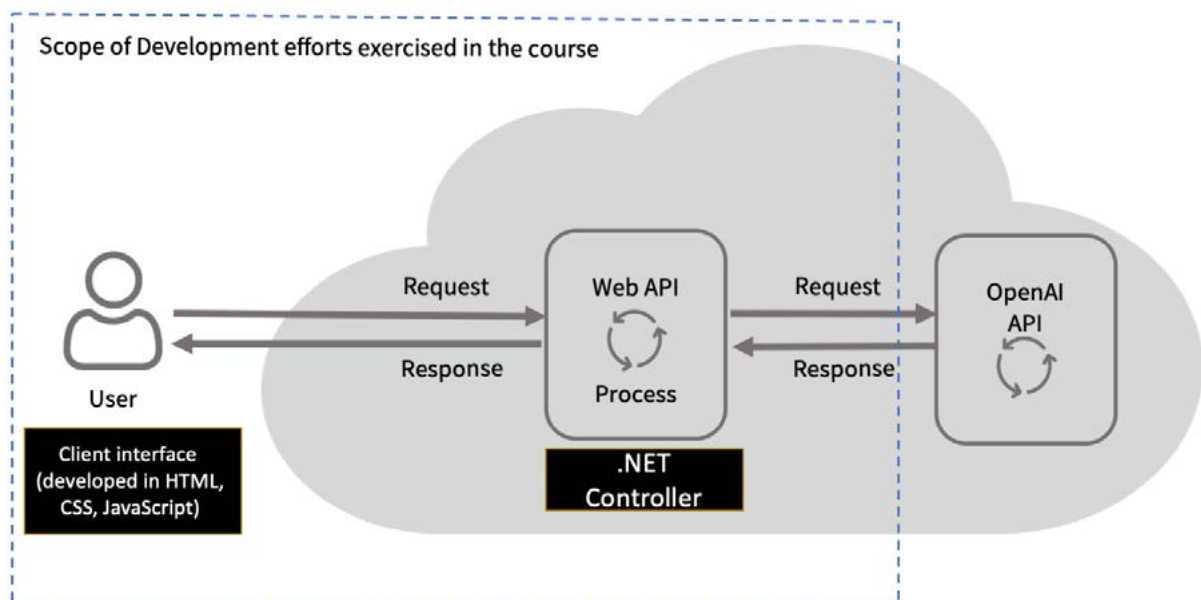 Scope of Development efforts exercised in the course
Request
Response
User
Client interface
(developed in HTML,
CSS, JavaScript)
Web API
Process
.NET
Controller
Request
Response
OpenAI
API